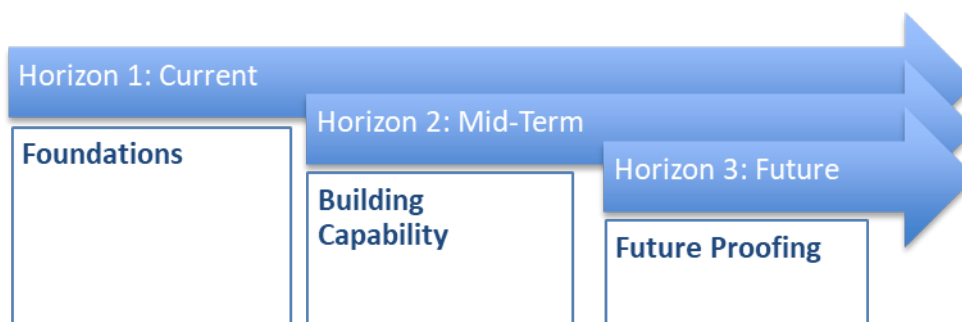 Horizon 1: Current
Foundations
Horizon 2: Mid-Term
Building
Capability
Horizon 3: Future
Future Proofing